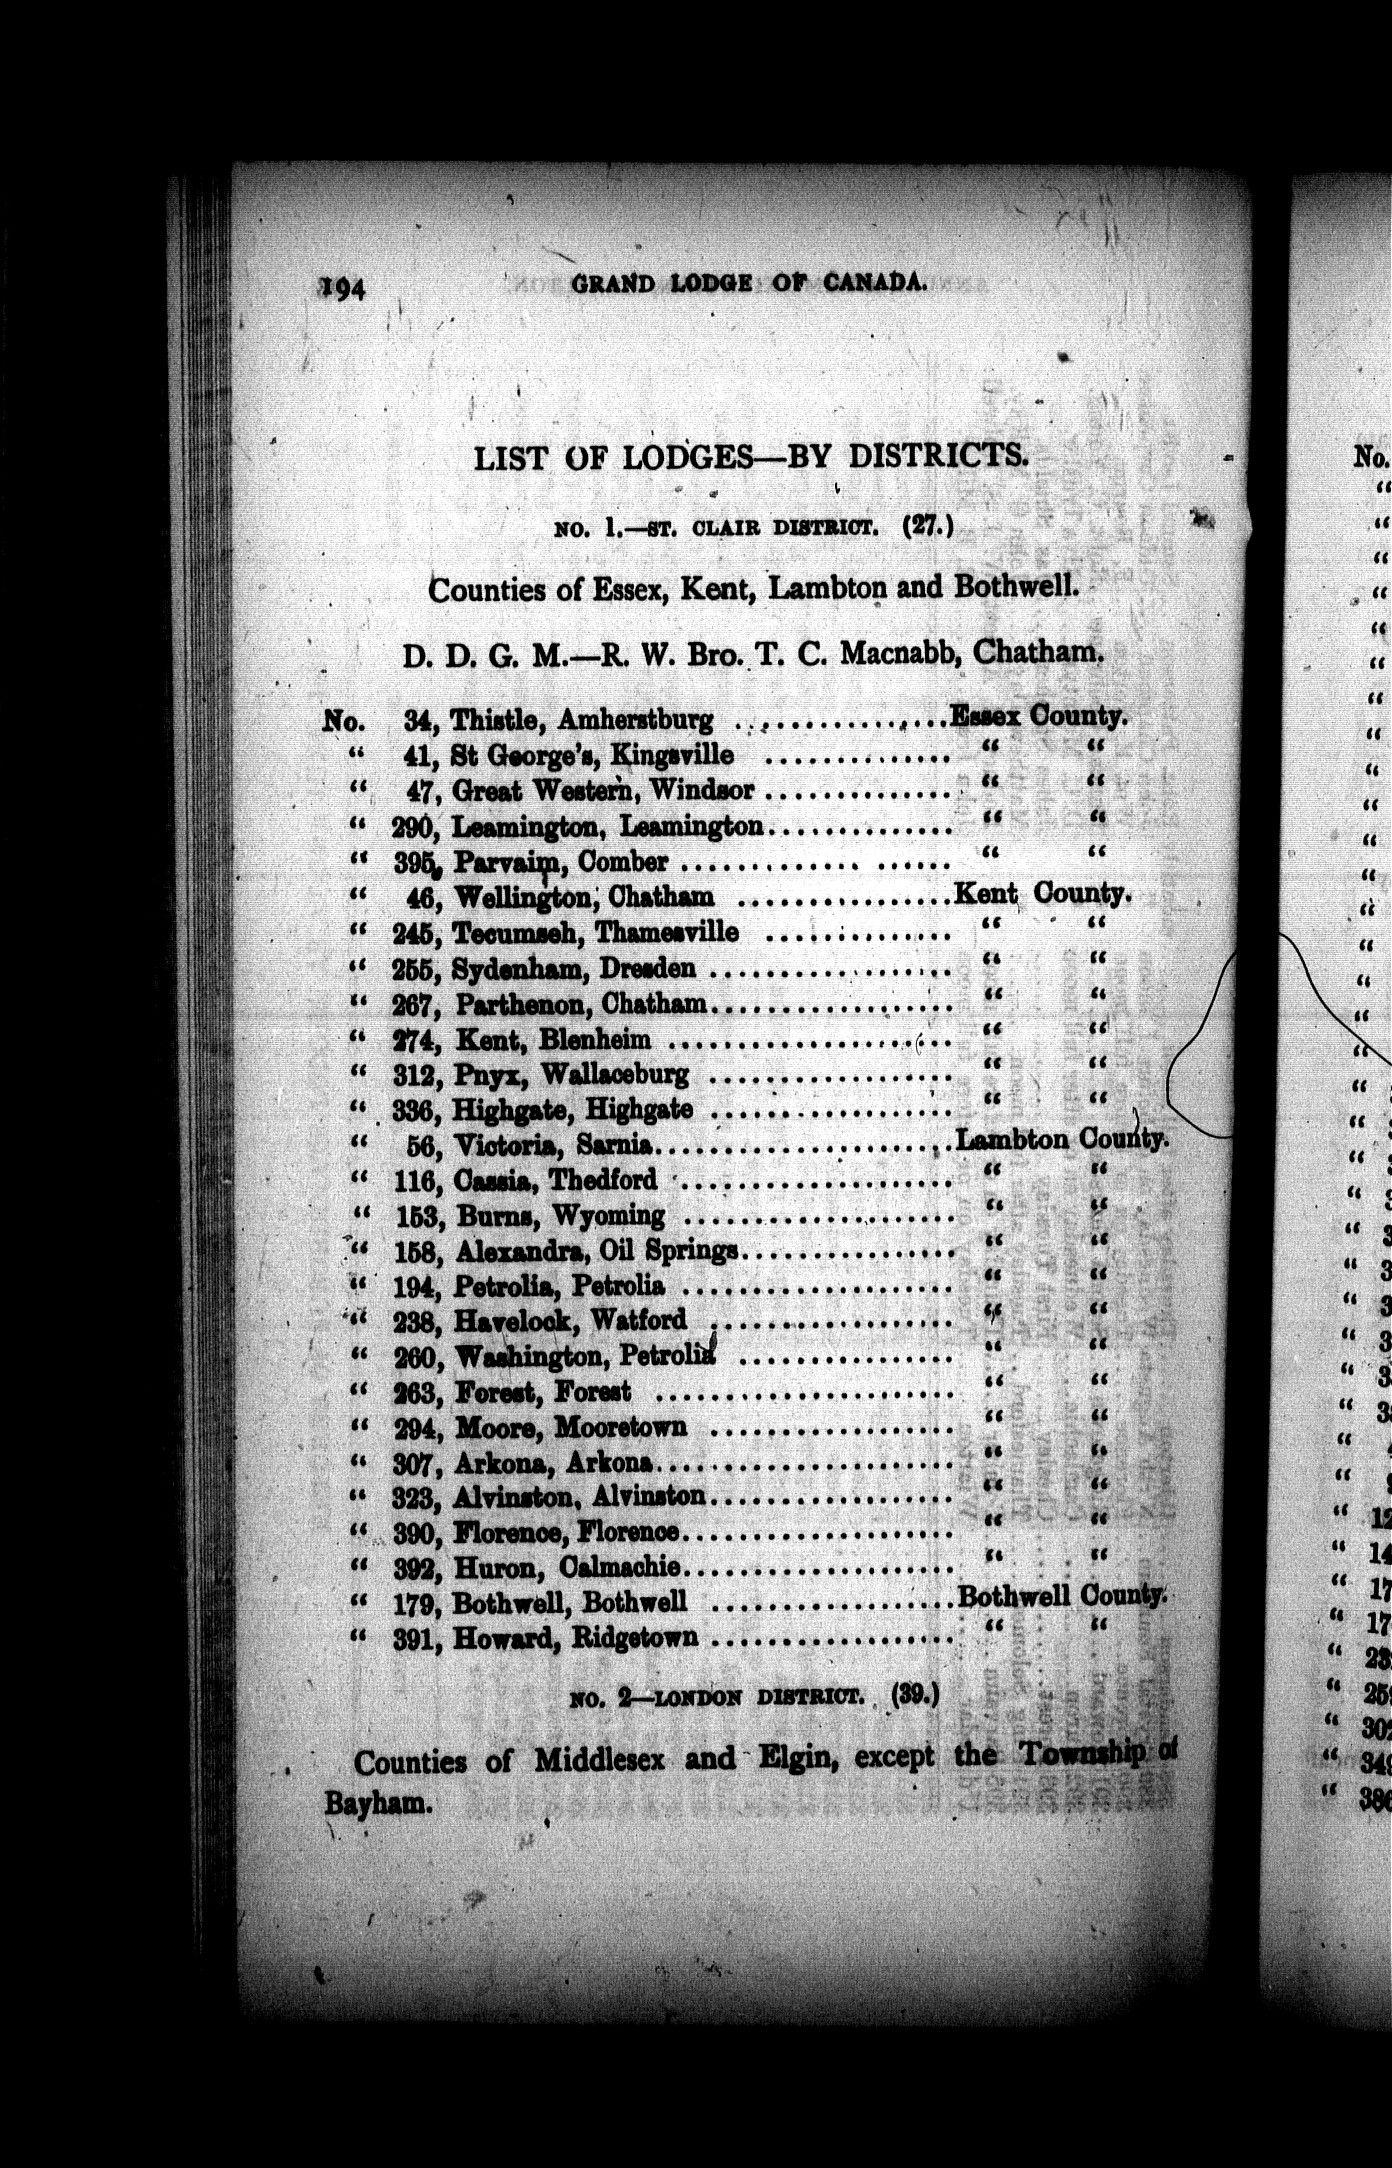 194 GRAND LODGE OF CANADA.
LIST OF LODGES—BY DISTRICTS.
NO. 1.—ST. CLAIR DISTRICT. (27.)
Counties of Essex, Kent, Lambton and Bothwell.
D. D. G. M.—R. W. Bro. T. C. Macnabb, Chatham.
No. 34, Thistle, Amherstburg ................Essex County.
“ 41, St George's, Kingsville .............. “ “
“ 47, Great Western, Windsor .............. “ “
“ 290, Leamington, Leamington.............. “ “
“ 395, Parvaim, Comber ................... “ “
“ 46, Wellington, Chatham ................Kent County.
“ 245, Tecumseh, Thamesville .............. “ “
“ 255, Sydenham, Dresden .................. “ “
“ 267, Parthenon, Chatham.................. “ “
“ 274, Kent, Blenheim ..................... “ “
“ 312, Pnyx, Wallaceburg .................. “ “
“ 336, Highgate, Highgate .................. “ “
“ 56, Victoria, Sarnia......................Lambton County.
“ 116, Cassia, Thedford .................... “ “
“ 153, Burns, Wyoming .................... “ “
“ 158, Alexandra, Oil Springs................ “ “
“ 194, Petrolia, Petrolia .................... “ “
“ 238, Havelock, Watford .................. “ “
“ 260, Washington, Petrolia ................ “ “
“ 263, Forest, Forest ...................... “ “
“ 294, Moore, Mooretown .................. “ “
“ 307, Arkona, Arkona...................... “ “
“ 323, Alvinston, Alvinston.................. “ “
“ 390, Florence, Florence.................... “ “
“ 392, Huron, Calmachie.................... “ “
“ 179, Bothwell, Bothwell ..................Bothwell County.
“ 391, Howard, Ridgetown .................. “ “
NO. 2—LONDON DISTRICT. (39.)
Counties of Middlesex and Elgin, except the Township of
Bayham.
No.